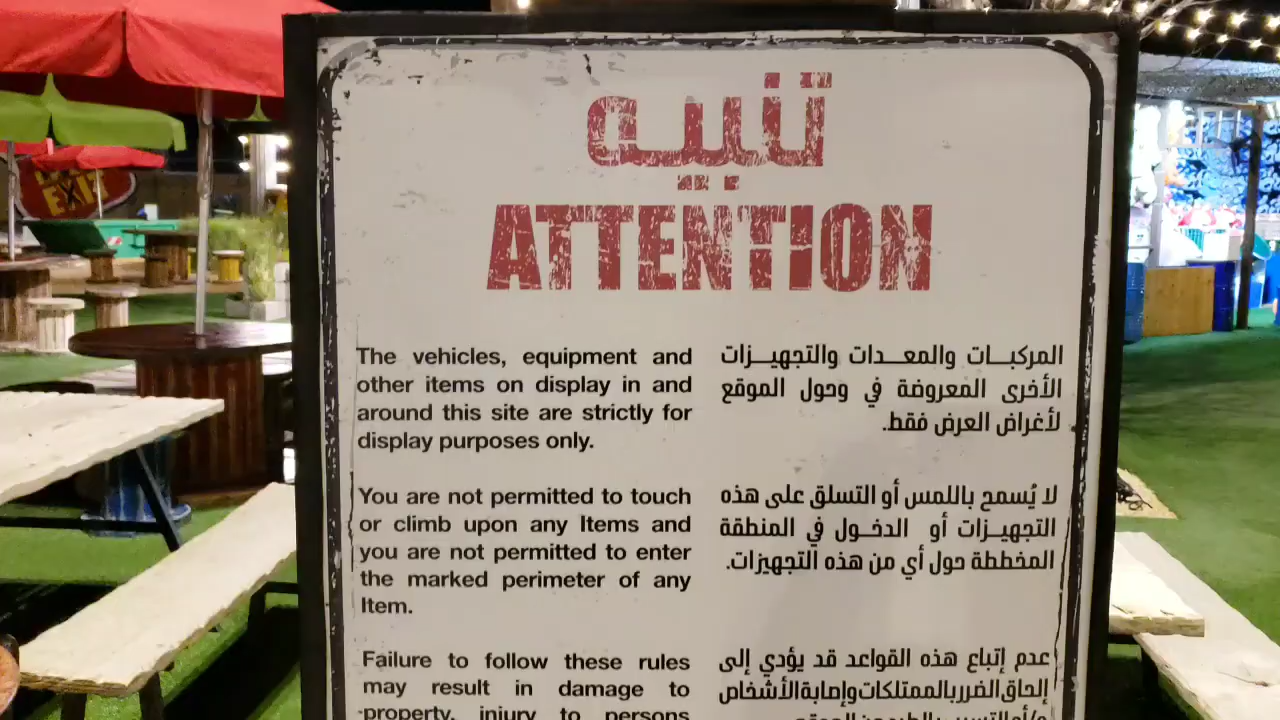 تنبيه
ATTENTION
The vehicles, equipment and
other items on display in and
around this site are strictly for
display purposes only.
You are not permitted to touch
or climb upon any Items and
you are not permitted to enter
the marked perimeter of any
Item.
Failure to follow these rules
may result in damage to
property, injury to persons
المركبات والمعدات والتجهيزات
الأخرى المعروضة في وحول الموقع
لأغراض العرض فقط.
لا يُسمح باللمس أو التسلق على هذه
التجهيزات أو الدخول في المنطقة
المخططة حول أي من هذه التجهيزات.
عدم إتباع هذه القواعد قد يؤدي إلى
إلحاق الضرر بالممتلكات وإصابة الأشخاص
EXIT